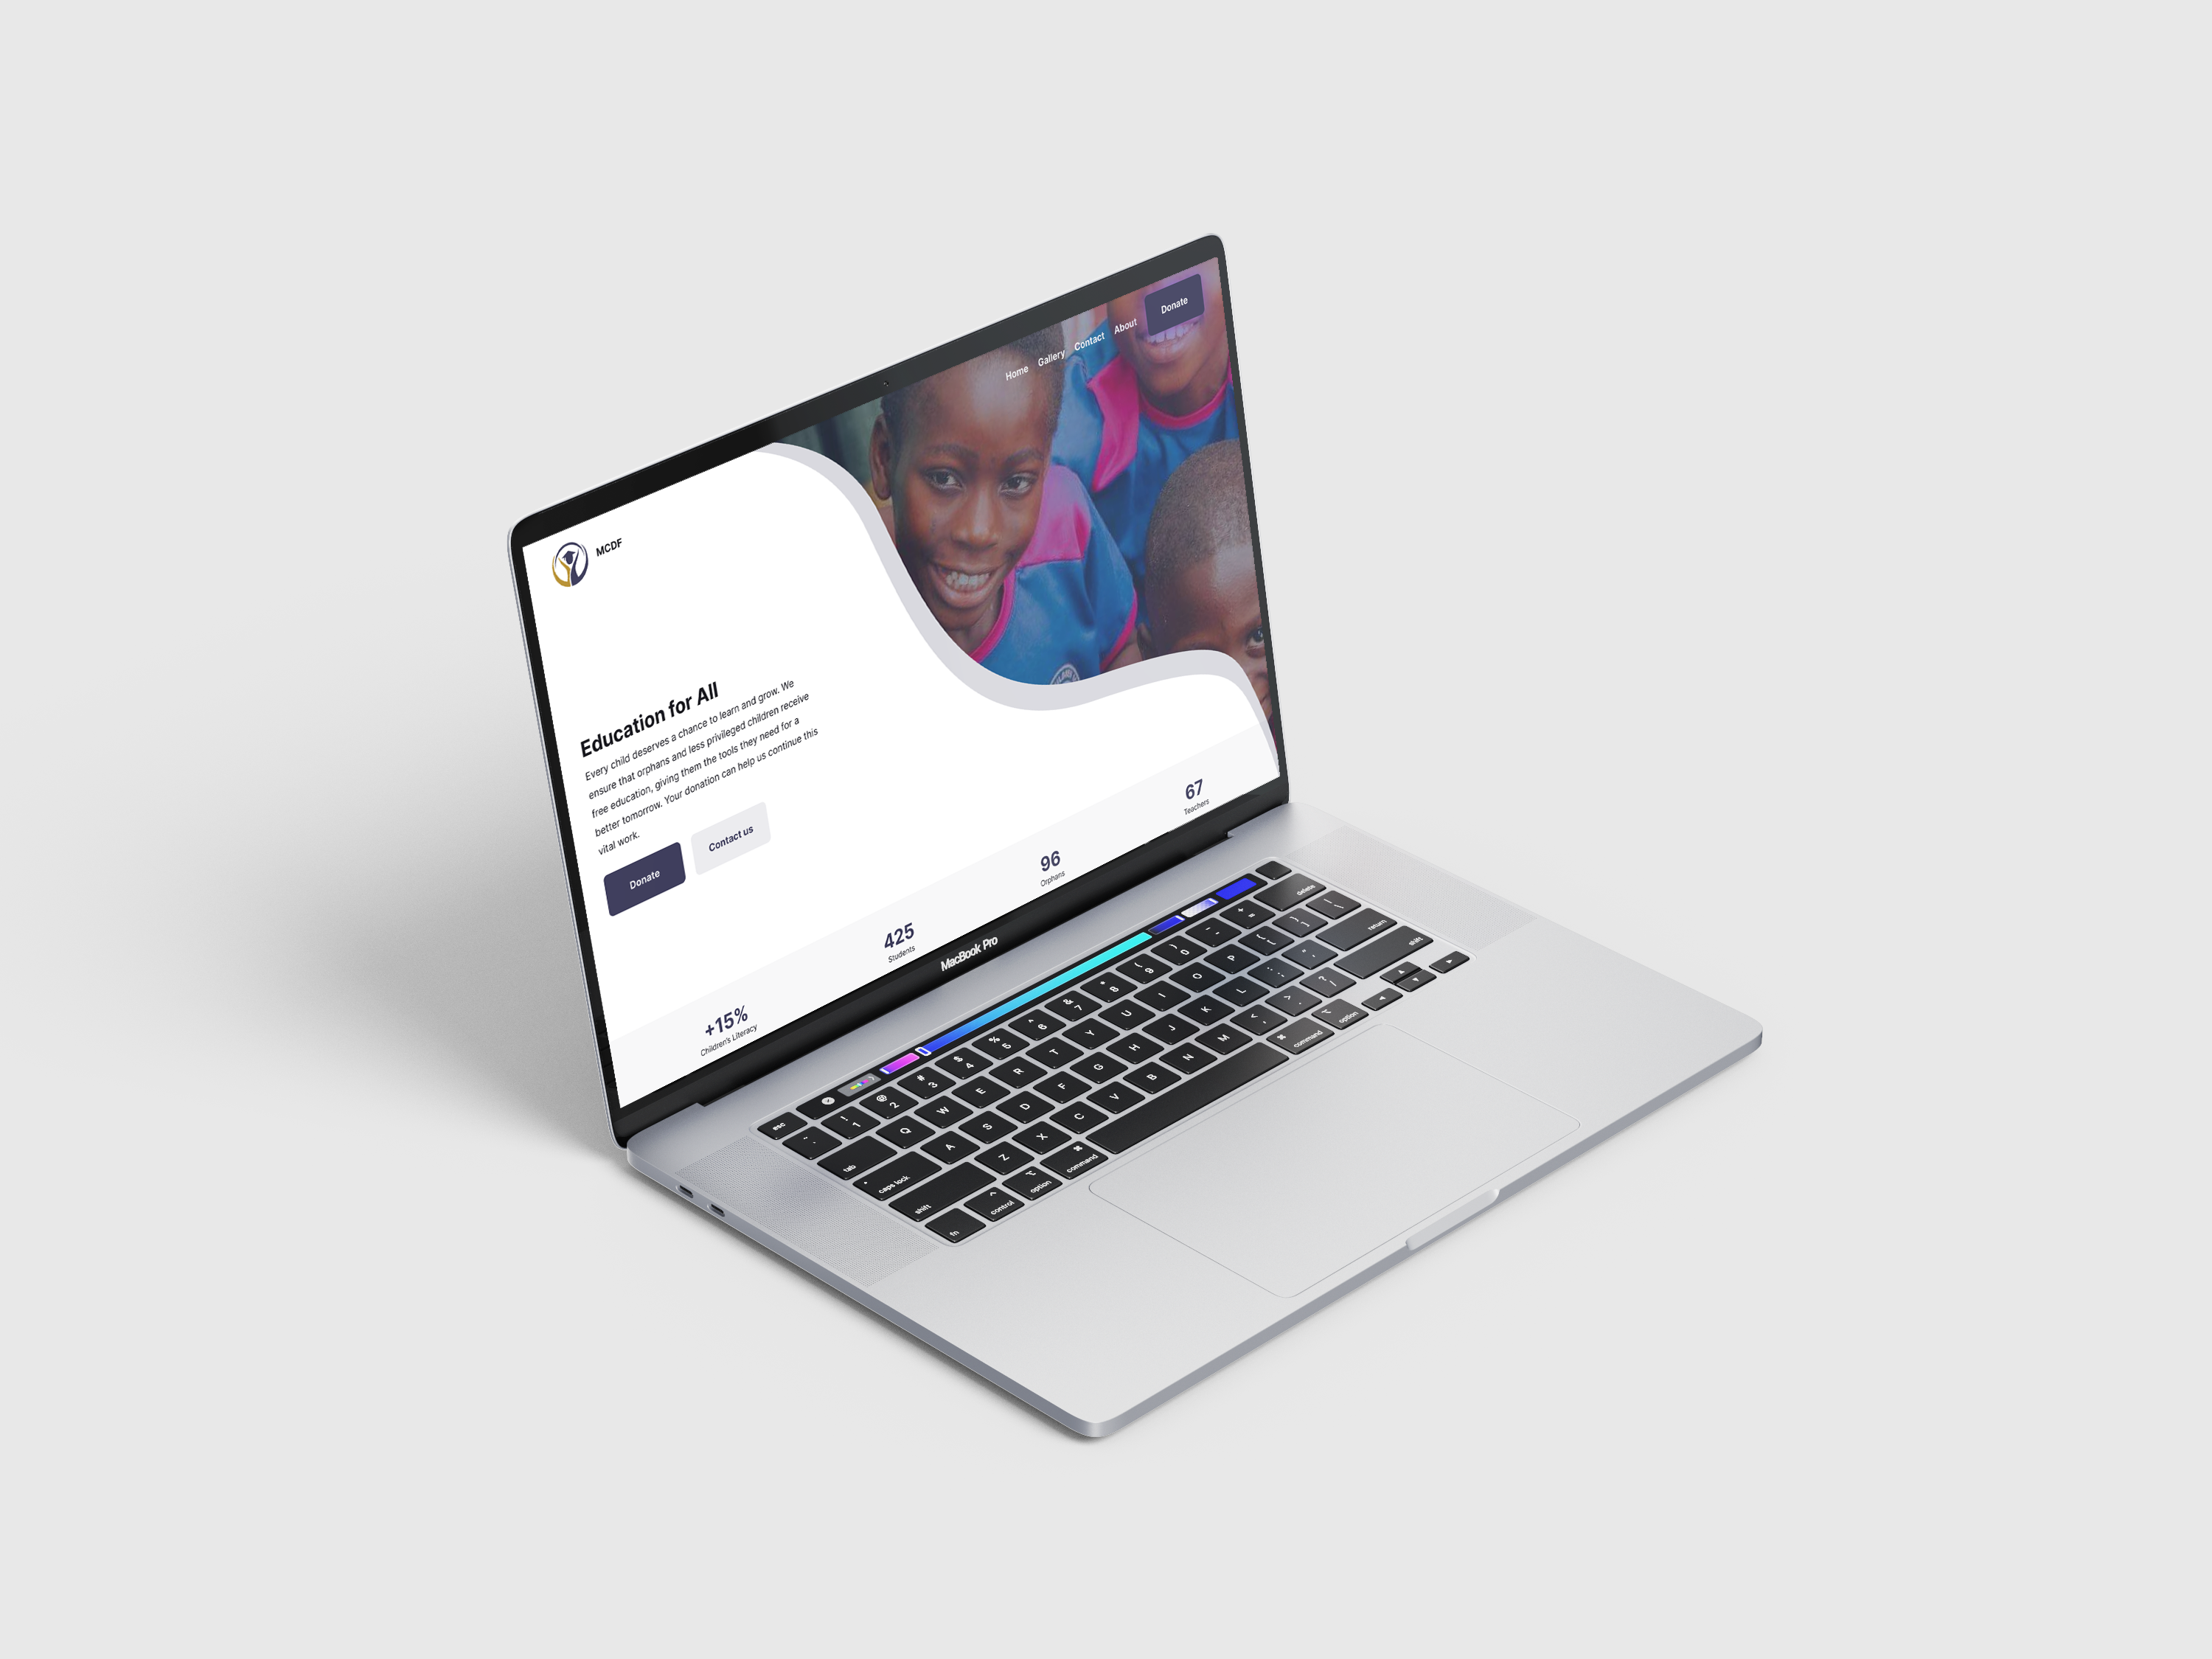 MCDF
Home
Gallery
Contact
About
Donate
Education for All
Every child deserves a chance to learn and grow. We
ensure that orphans and less privileged children receive
free education, giving them the tools they need for a
better tomorrow. Your donation can help us continue this
vital work.
Donate
Contact us
+15%
Children's Literacy
425
Students
96
Orphans
67
Teachers
MacBook Pro
esc
~ `
! 1
@ 2
# 3
$ 4
% 5
^ 6
& 7
* 8
( 9
) 0
_ -
+ =
delete
tab
Q
W
E
R
T
Y
U
I
O
P
{ [
} ]
| \
caps lock
A
S
D
F
G
H
J
K
L
: ;
" '
return
shift
Z
X
C
V
B
N
M
< ,
> .
? /
shift
fn
control
option
command
command
option